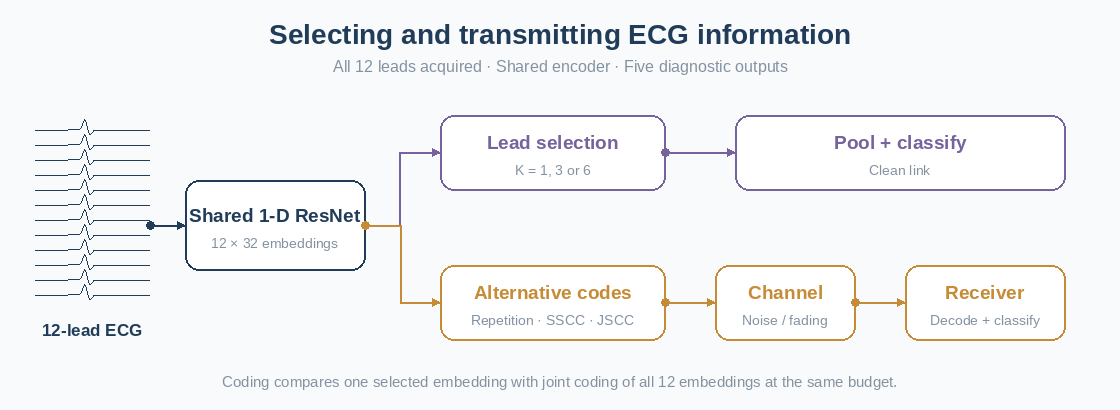 Selecting and transmitting ECG information
All 12 leads acquired · Shared encoder · Five diagnostic outputs
Lead selection
K = 1, 3 or 6
Pool + classify
Clean link
Shared 1-D ResNet
12 × 32 embeddings
12-lead ECG
Alternative codes
Repetition · SSCC · JSCC
Channel
Noise / fading
Receiver
Decode + classify
Coding compares one selected embedding with joint coding of all 12 embeddings at the same budget.